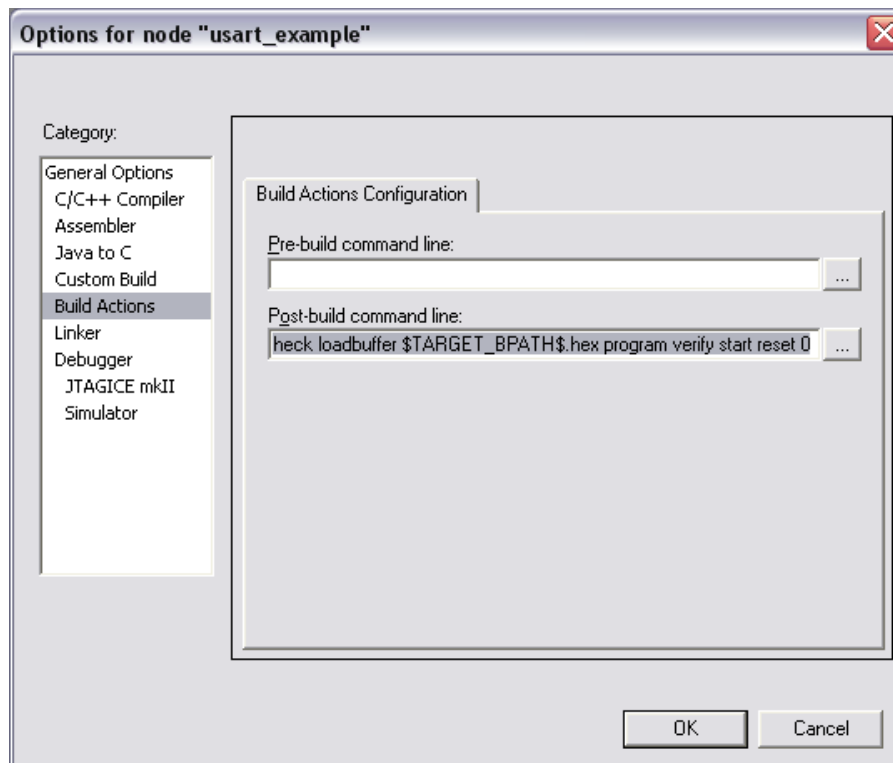 Options for node "usart_example"
Category:
General Options
C/C++ Compiler
Assembler
Java to C
Custom Build
Build Actions
Linker
Debugger
JTAGICE mkII
Simulator
Build Actions Configuration
Pre-build command line:
...
Post-build command line:
heck loadbuffer $TARGET_BPATH$.hex program verify start reset 0
...
OK
Cancel